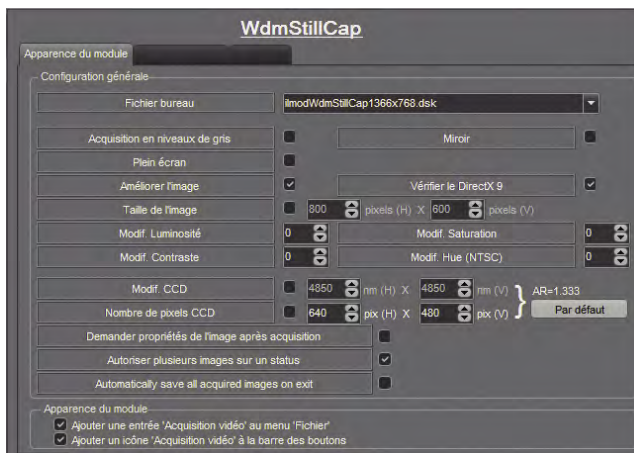 WdmStillCap
Apparence du module
Configuration générale
Fichier bureau ilmodWdmStillCap1366x768.dsk
Acquisition en niveaux de gris Miroir
Plein écran
Améliorer l'image Vérifier le DirectX 9
Taille de l'image 800 pixels (H) X 600 pixels (V)
Modif. Luminosité 0 Modif. Saturation 0
Modif. Contraste 0 Modif. Hue (NTSC) 0
Modif. CCD 4850 nm (H) X 4850 nm (V) } AR=1.333
Nombre de pixels CCD 640 pix (H) X 480 pix (V) Par défaut
Demander propriétés de l'image après acquisition
Autoriser plusieurs images sur un status
Automatically save all acquired images on exit
Apparence du module
Ajouter une entrée 'Acquisition vidéo' au menu 'Fichier'
Ajouter un icône 'Acquisition vidéo' à la barre des boutons